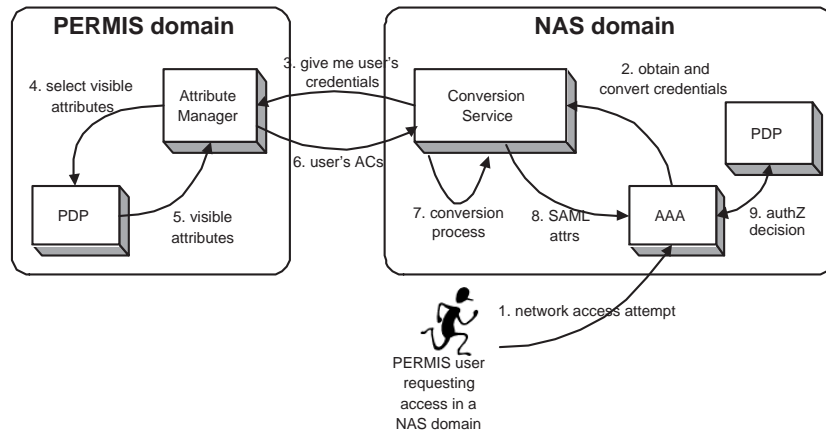 PERMIS domain
NAS domain
3. give me user's
credentials
4. select visible
attributes
Attribute
Manager
Conversion
Service
2. obtain and
convert credentials
PDP
6. user's ACs
PDP
5. visible
attributes
7. conversion
process
8. SAML
attrs
AAA
9. authZ
decision
1. network access attempt
PERMIS user
requesting
access in a
NAS domain